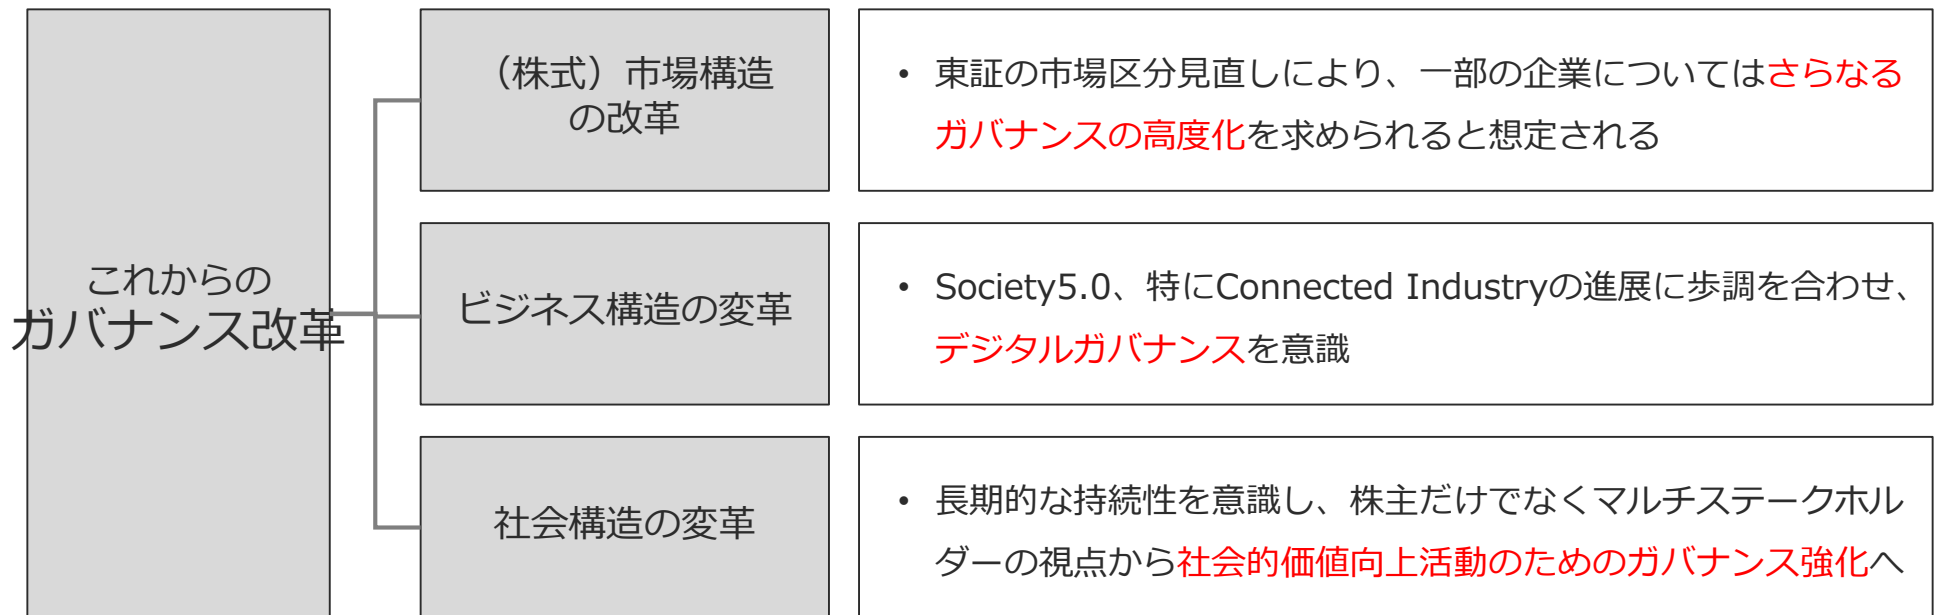 これからの
ガバナンス改革
（株式）市場構造
の改革
• 東証の市場区分見直しにより、一部の企業についてはさらなる
ガバナンスの高度化を求められると想定される
ビジネス構造の変革
• Society5.0、特にConnected Industryの進展に歩調を合わせ、
デジタルガバナンスを意識
社会構造の変革
• 長期的な持続性を意識し、株主だけでなくマルチステークホル
ダーの視点から社会的価値向上活動のためのガバナンス強化へ